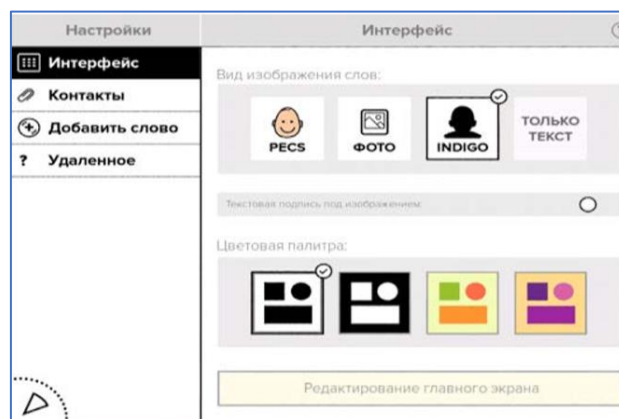 Настройки
Интерфейс
Интерфейс
Контакты
Добавить слово
? Удаленное
Вид изображения слов:
PECS
ФОТО
INDIGO
ТОЛЬКО
ТЕКСТ
Текстовая подпись под изображением:
Цветовая палитра:
Редактирование главного экрана